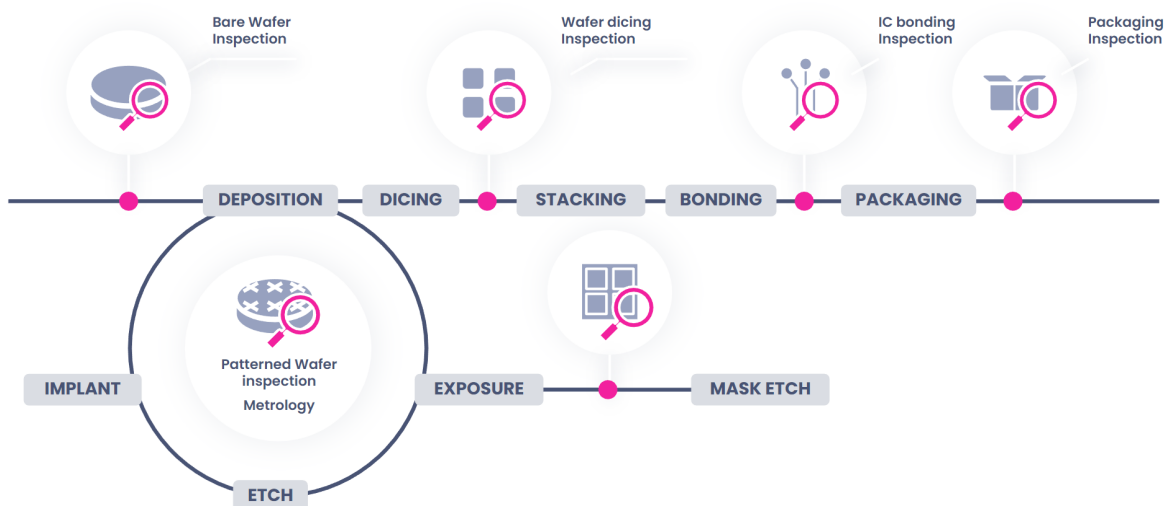 Bare Wafer
Inspection
Wafer dicing
Inspection
IC bonding
Inspection
Packaging
Inspection
DEPOSITION
DICING
STACKING
BONDING
PACKAGING
Patterned Wafer
inspection
Metrology
IMPLANT
EXPOSURE
MASK ETCH
ETCH